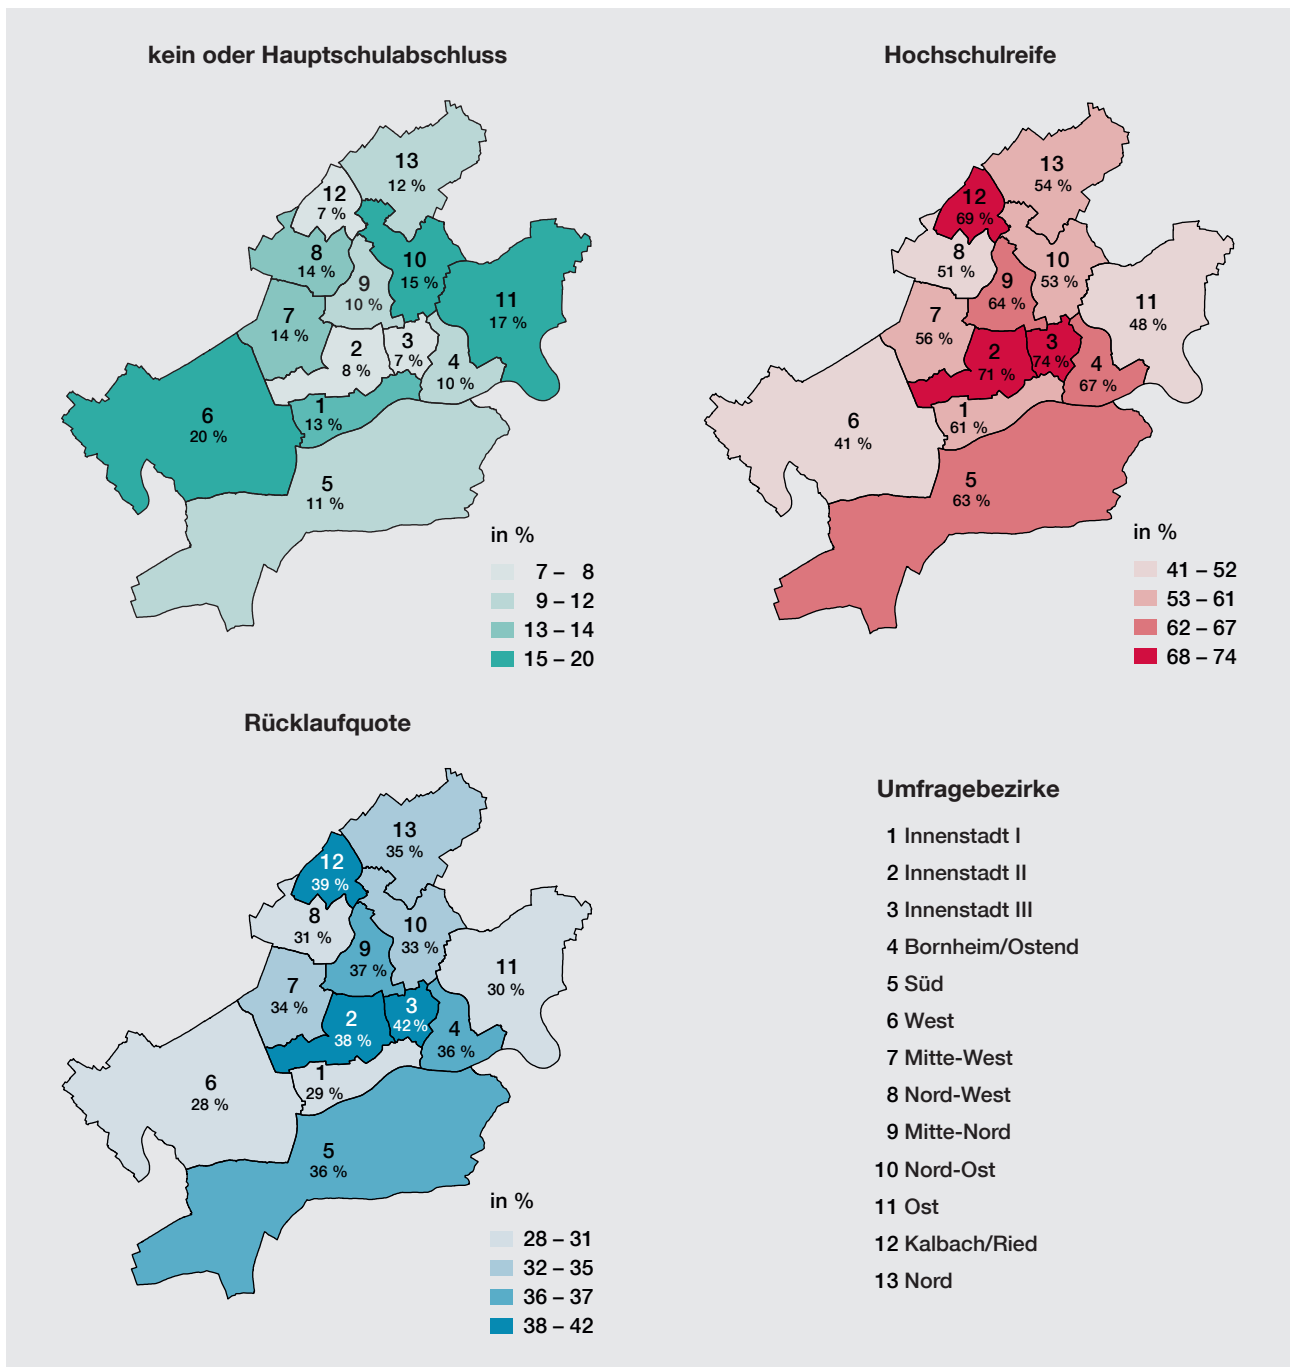 kein oder Hauptschulabschluss
13
12 %
12
7 %
8
14 %
10
15 %
9
10 %
11
17 %
7
14 %
2
8 %
3
7 %
4
10 %
6
20 %
1
13 %
5
11 %
in %
7 – 8
9 – 12
13 – 14
15 – 20
Hochschulreife
13
54 %
12
69 %
8
51 %
10
53 %
9
64 %
11
48 %
7
56 %
2
71 %
3
74 %
4
67 %
6
41 %
1
61 %
5
63 %
in %
41 – 52
53 – 61
62 – 67
68 – 74
Rücklaufquote
13
35 %
12
39 %
8
31 %
10
33 %
9
37 %
11
30 %
7
34 %
2
38 %
3
42 %
4
36 %
6
28 %
1
29 %
5
36 %
in %
28 – 31
32 – 35
36 – 37
38 – 42
Umfragebezirke
1 Innenstadt I
2 Innenstadt II
3 Innenstadt III
4 Bornheim/Ostend
5 Süd
6 West
7 Mitte-West
8 Nord-West
9 Mitte-Nord
10 Nord-Ost
11 Ost
12 Kalbach/Ried
13 Nord